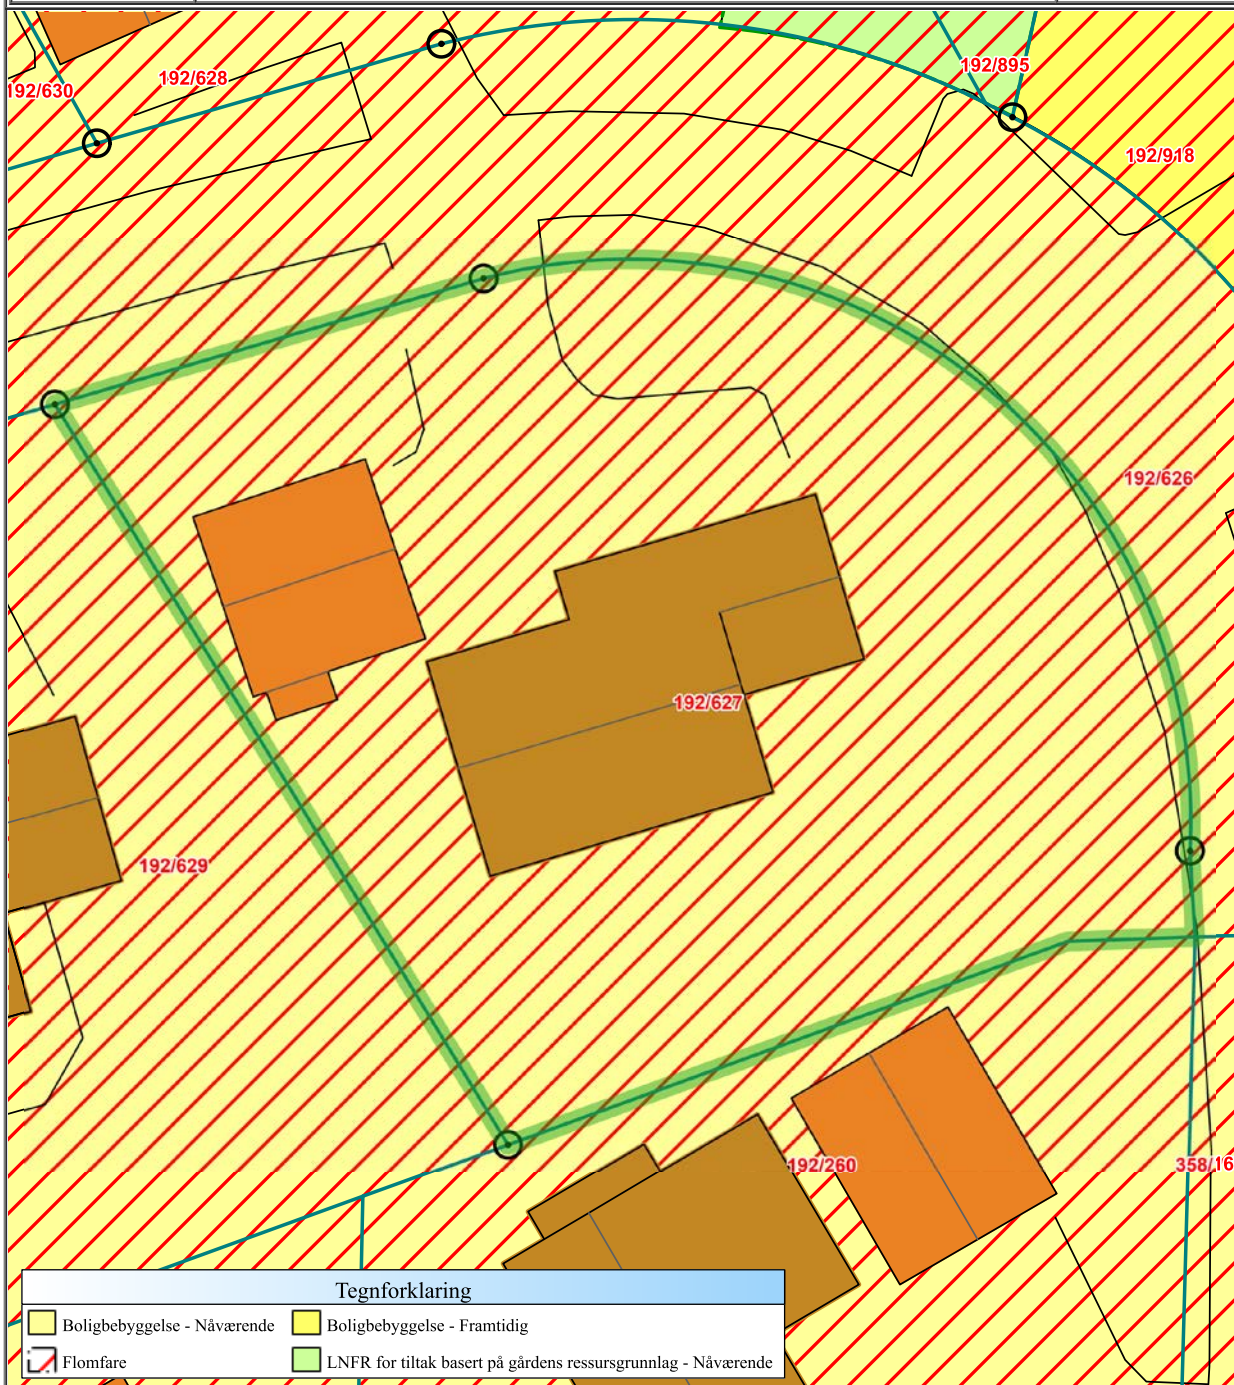 192/895
192/628
192/630
192/918
192/626
192/627
192/629
192/260
358/16
Tegnforklaring
Boligbebyggelse - Nåværende
Boligbebyggelse - Framtidig
Flomfare
LNFR for tiltak basert på gårdens ressursgrunnlag - Nåværende